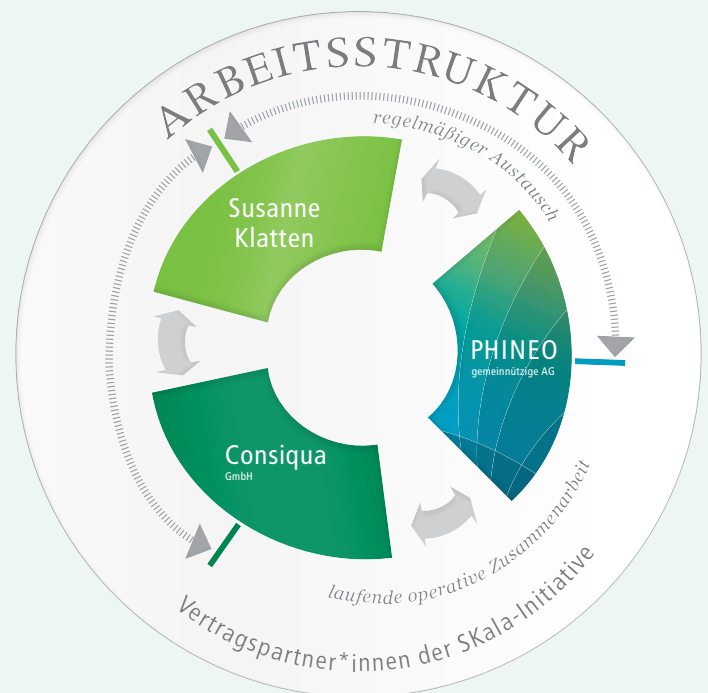 ARBEITSSTRUKTUR
regelmäßiger Austausch
Susanne
Klatten
PHINEO
gemeinnützige AG
Consiqua
GmbH
laufende operative Zusammenarbeit
Vertragspartner*innen der SKala-Initiative